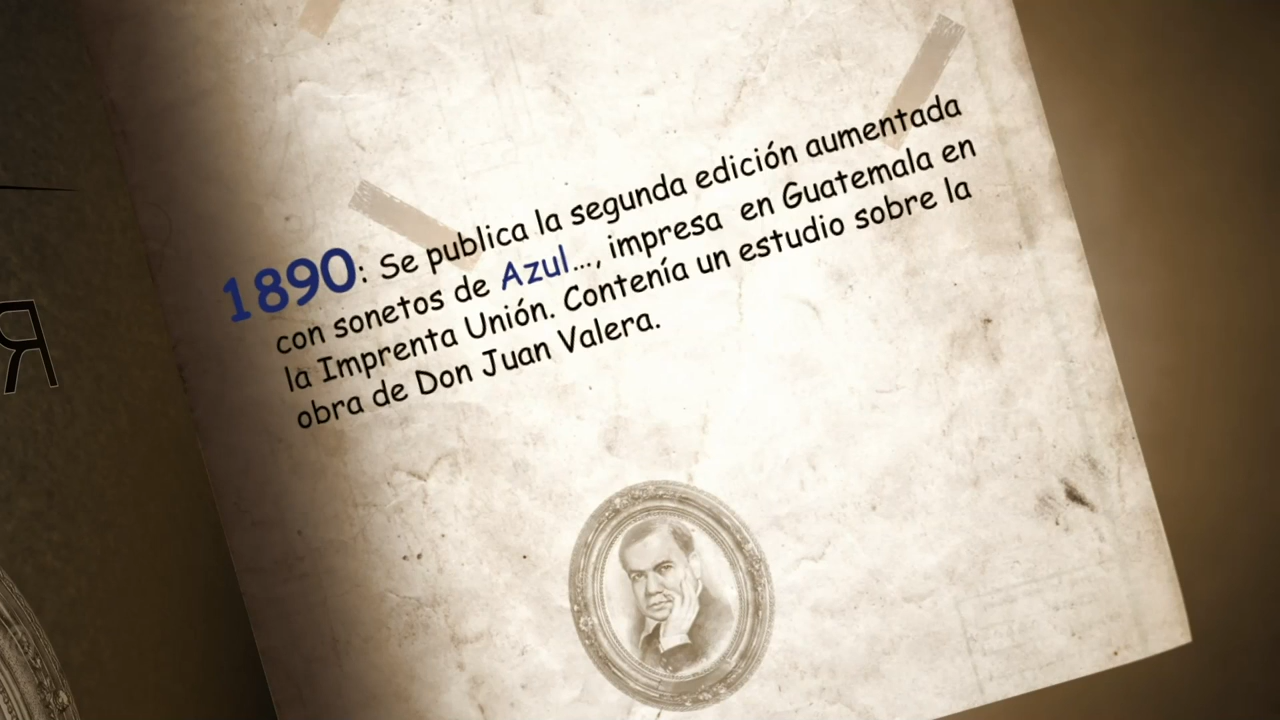 1890: Se publica la segunda edición aumentada
con sonetos de Azul..., impresa en Guatemala en
la Imprenta Unión. Contenía un estudio sobre la
obra de Don Juan Valera.